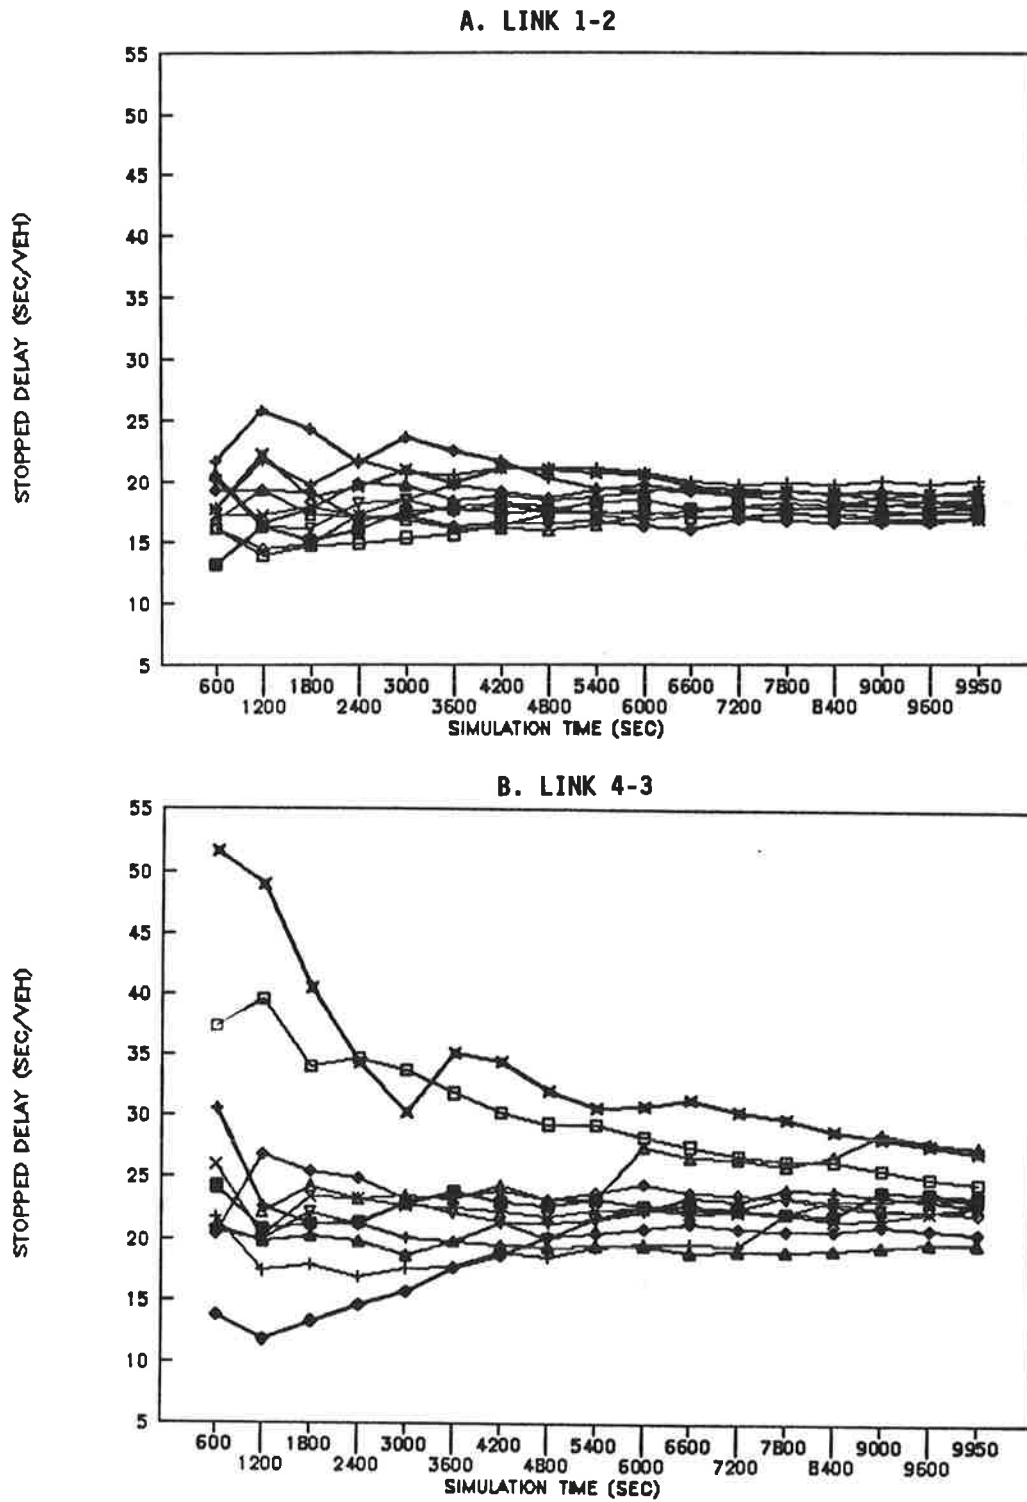 A. LINK 1-2
STOPPED DELAY (SEC/VEH)
55
50
45
40
35
30
25
20
15
10
5
600 1800 3000 4200 5400 6600 7800 9000 9950
1200 2400 3600 4800 6000 7200 8400 9600
SIMULATION TIME (SEC)
B. LINK 4-3
STOPPED DELAY (SEC/VEH)
55
50
45
40
35
30
25
20
15
10
5
600 1800 3000 4200 5400 6600 7800 9000 9950
1200 2400 3600 4800 6000 7200 8400 9600
SIMULATION TIME (SEC)